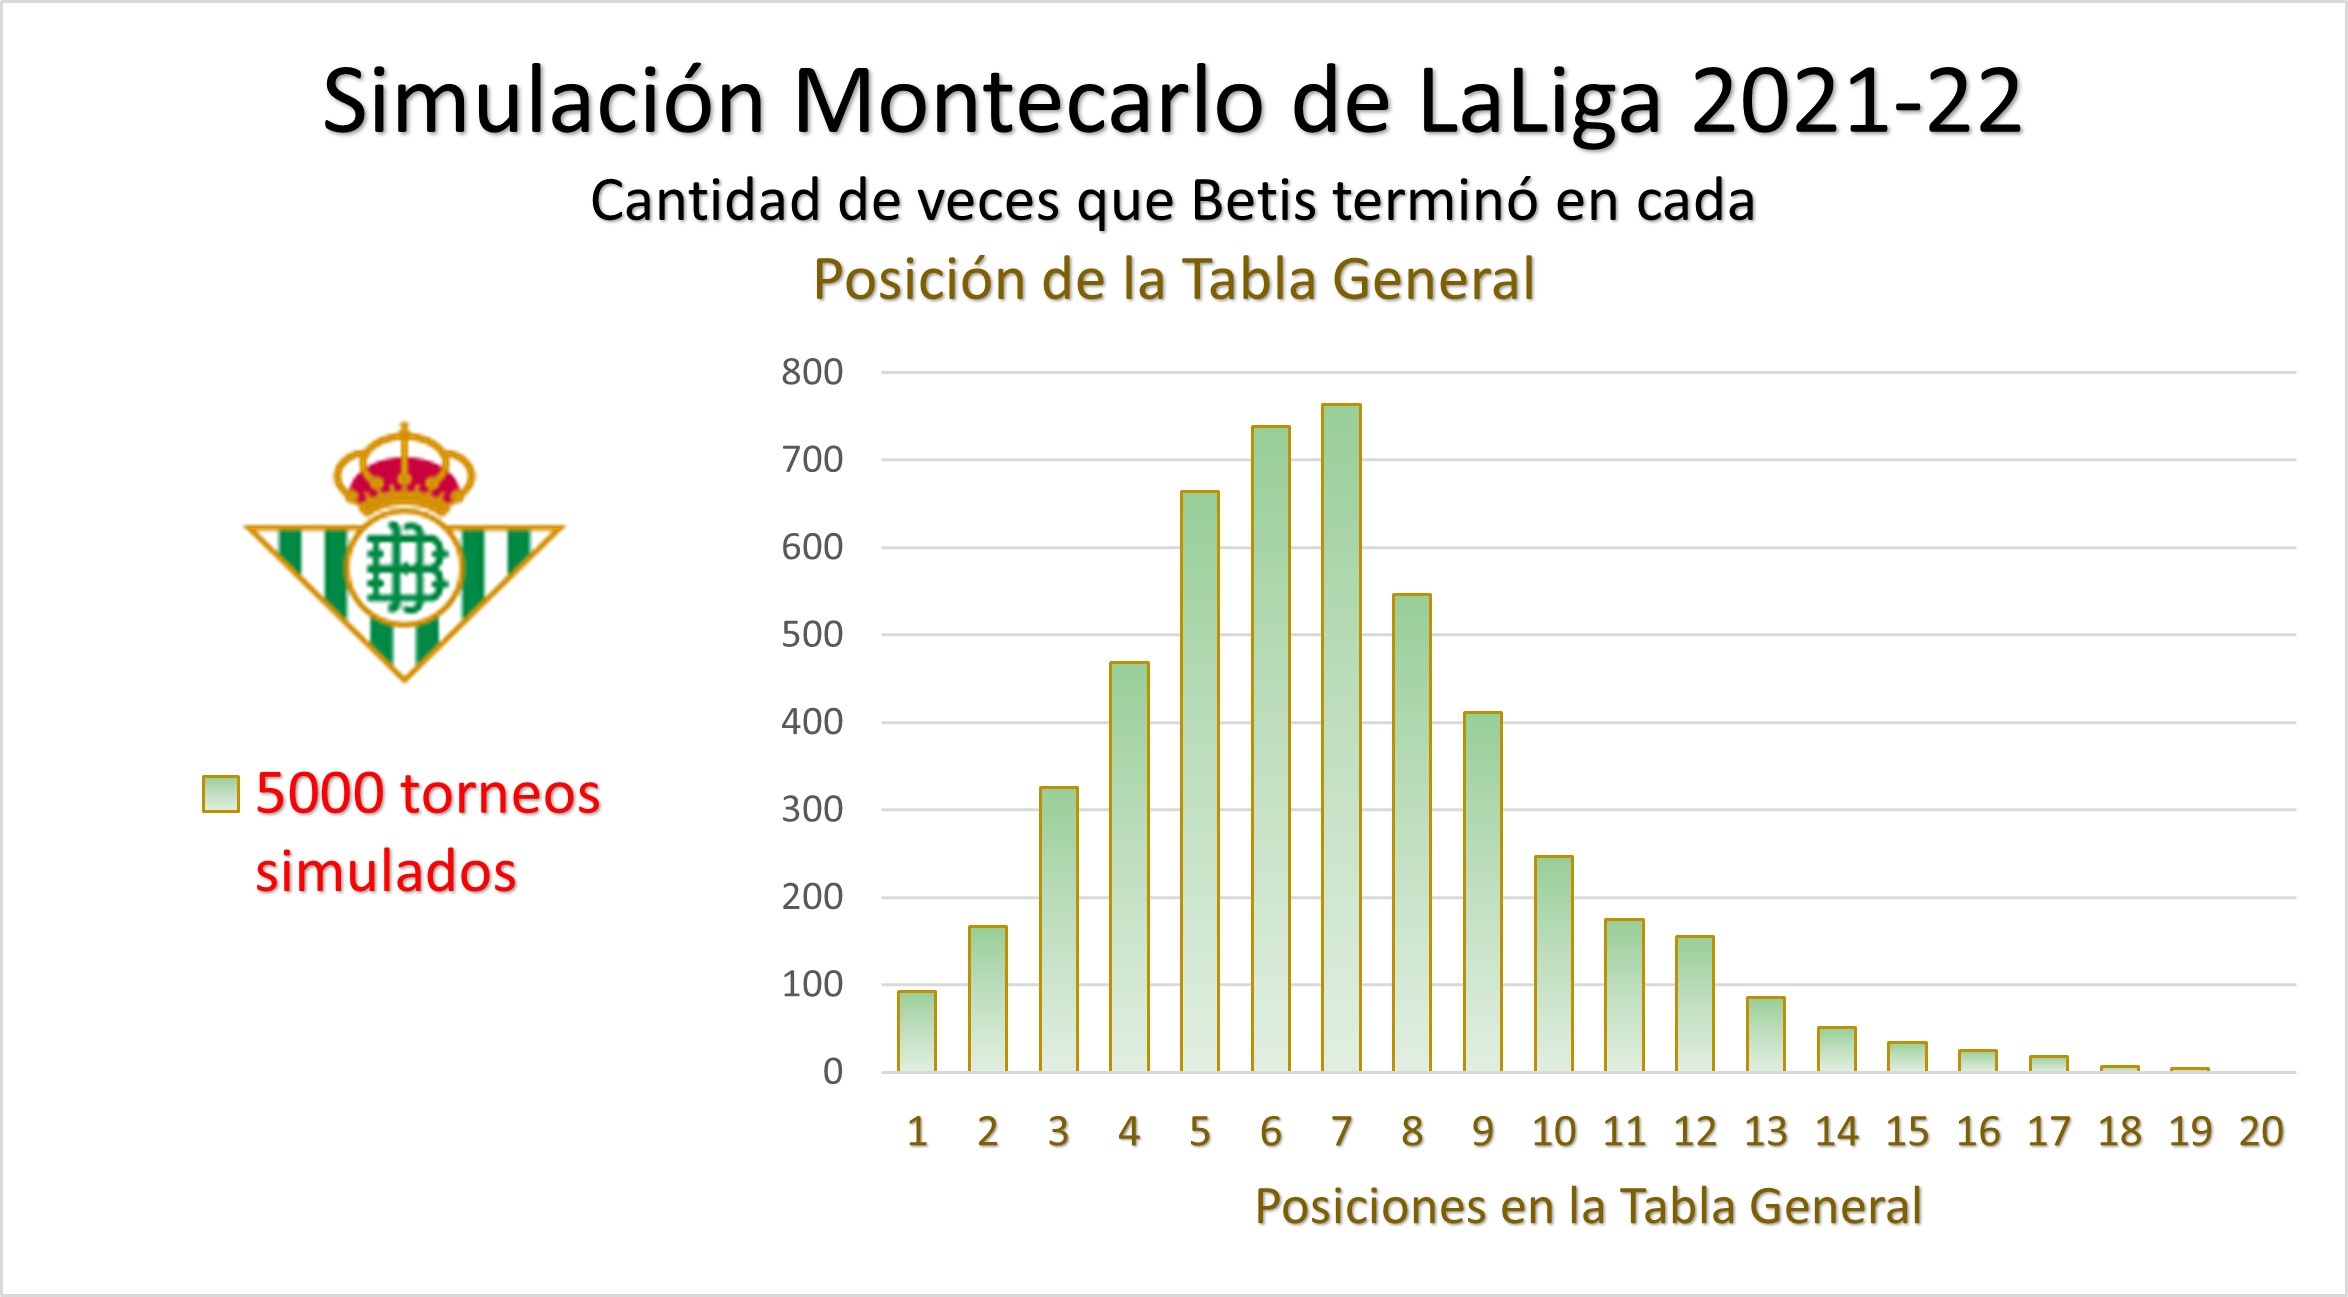 Simulación Montecarlo de LaLiga 2021-22
Cantidad de veces que Betis terminó en cada
Posición de la Tabla General
5000 torneos
simulados
800
700
600
500
400
300
200
100
0
1 2 3 4 5 6 7 8 9 10 11 12 13 14 15 16 17 18 19 20
Posiciones en la Tabla General